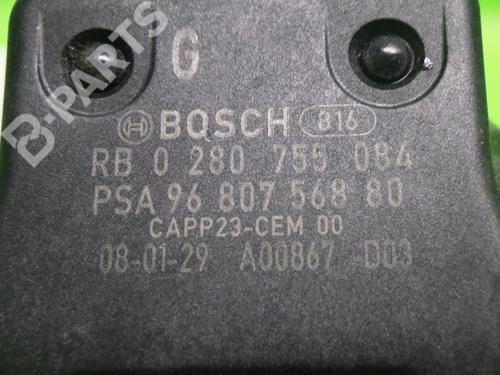 G
B-PARTS
BOSCH 816
RB 0 280 755 084
PSA 96 807 568 80
CAPP23-CEM 00
08-01-29 A00867 -D03